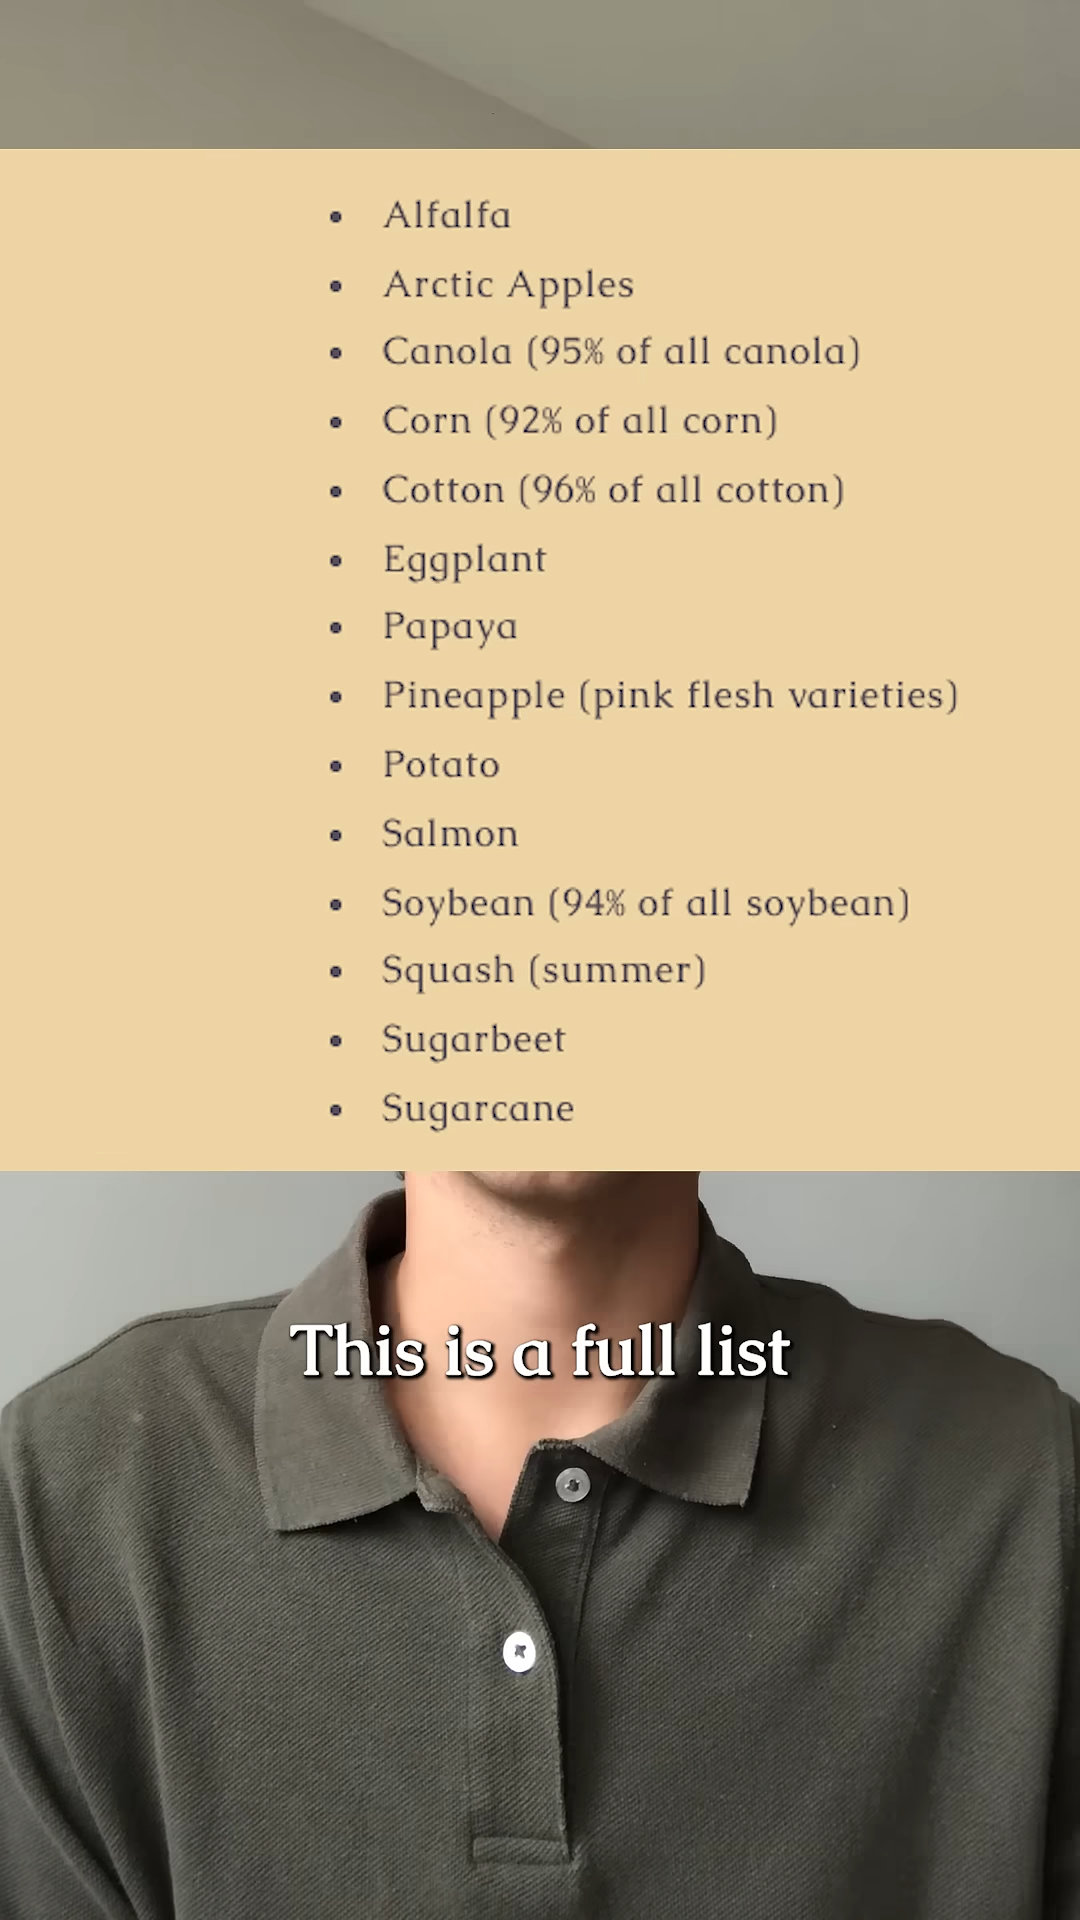 • Alfalfa
• Arctic Apples
• Canola (95% of all canola)
• Corn (92% of all corn)
• Cotton (96% of all cotton)
• Eggplant
• Papaya
• Pineapple (pink flesh varieties)
• Potato
• Salmon
• Soybean (94% of all soybean)
• Squash (summer)
• Sugarbeet
• Sugarcane
This is a full list